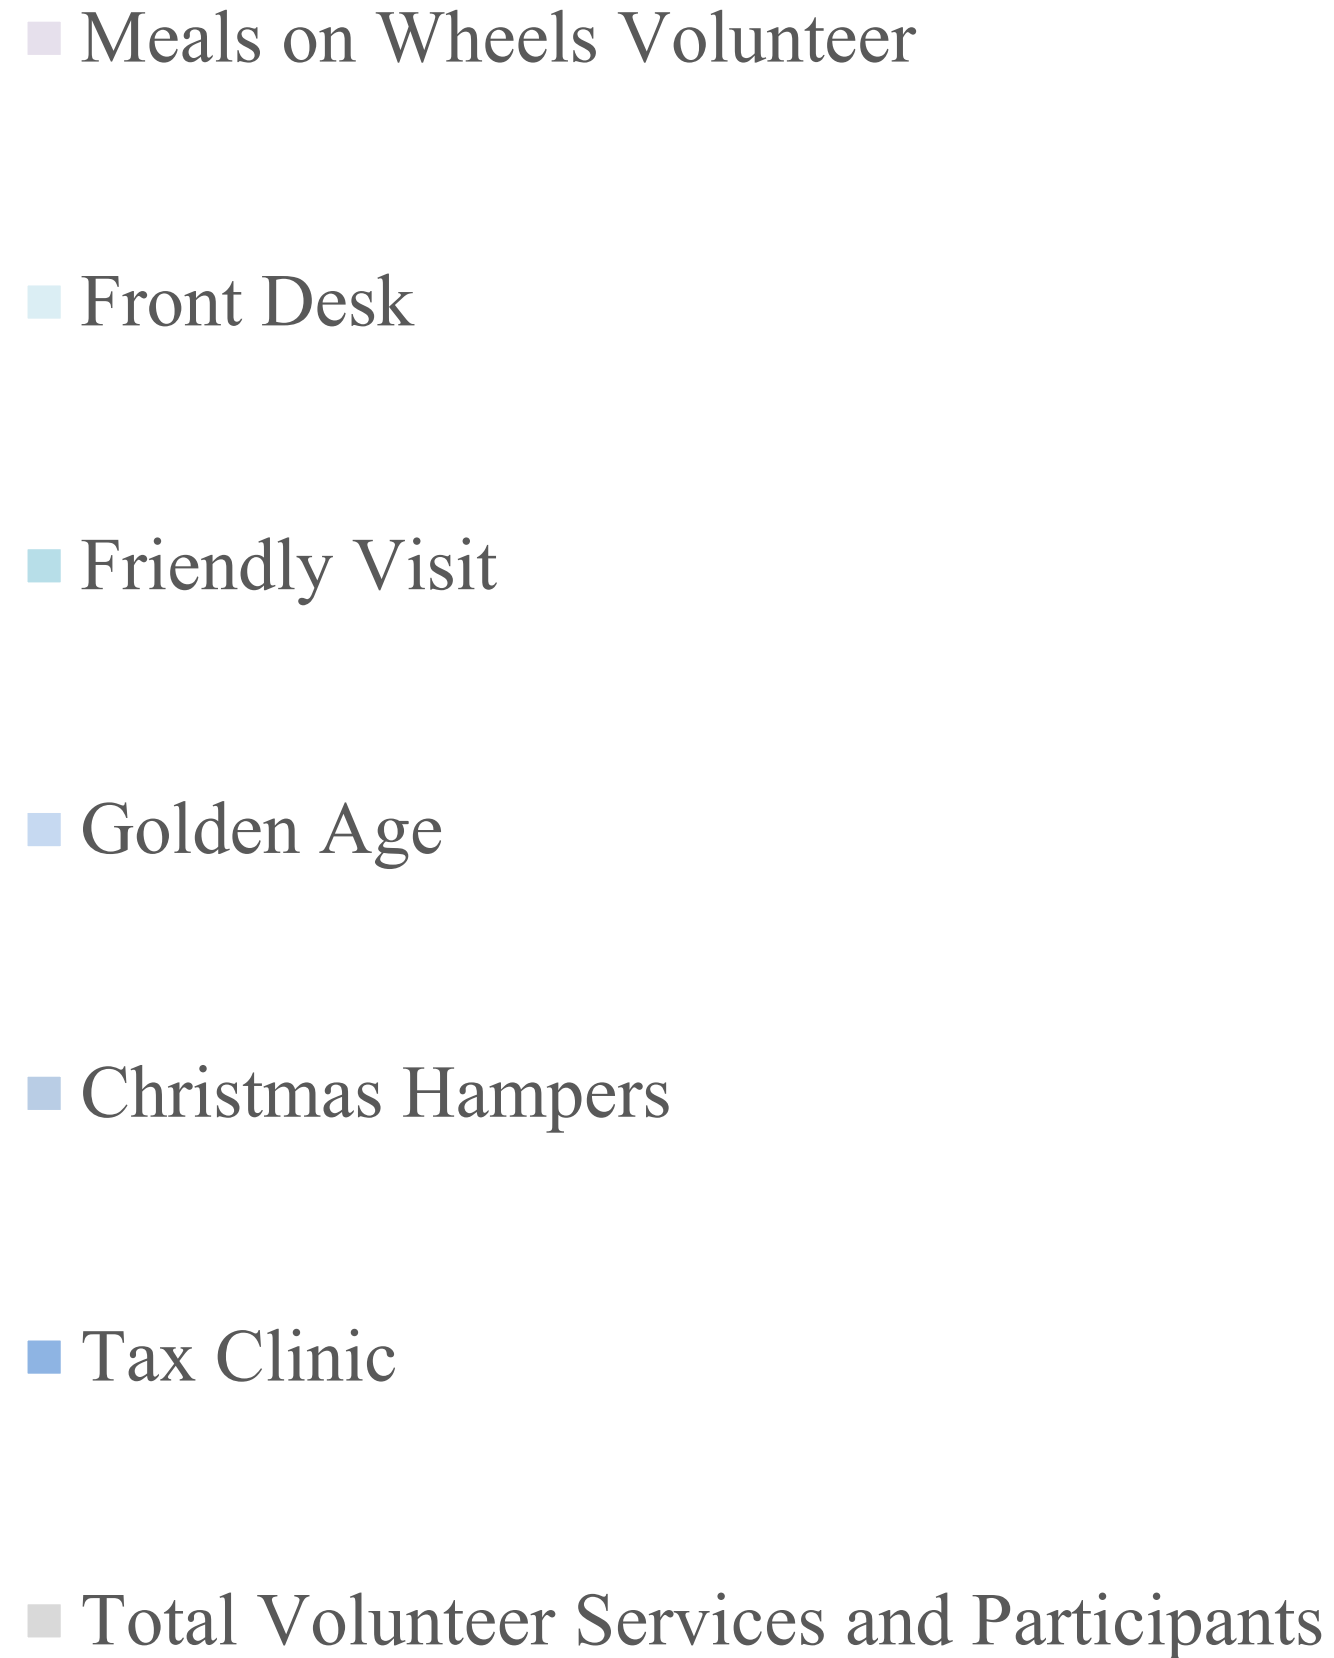 Meals on Wheels Volunteer
Front Desk
Friendly Visit
Golden Age
Christmas Hampers
Tax Clinic
Total Volunteer Services and Participants